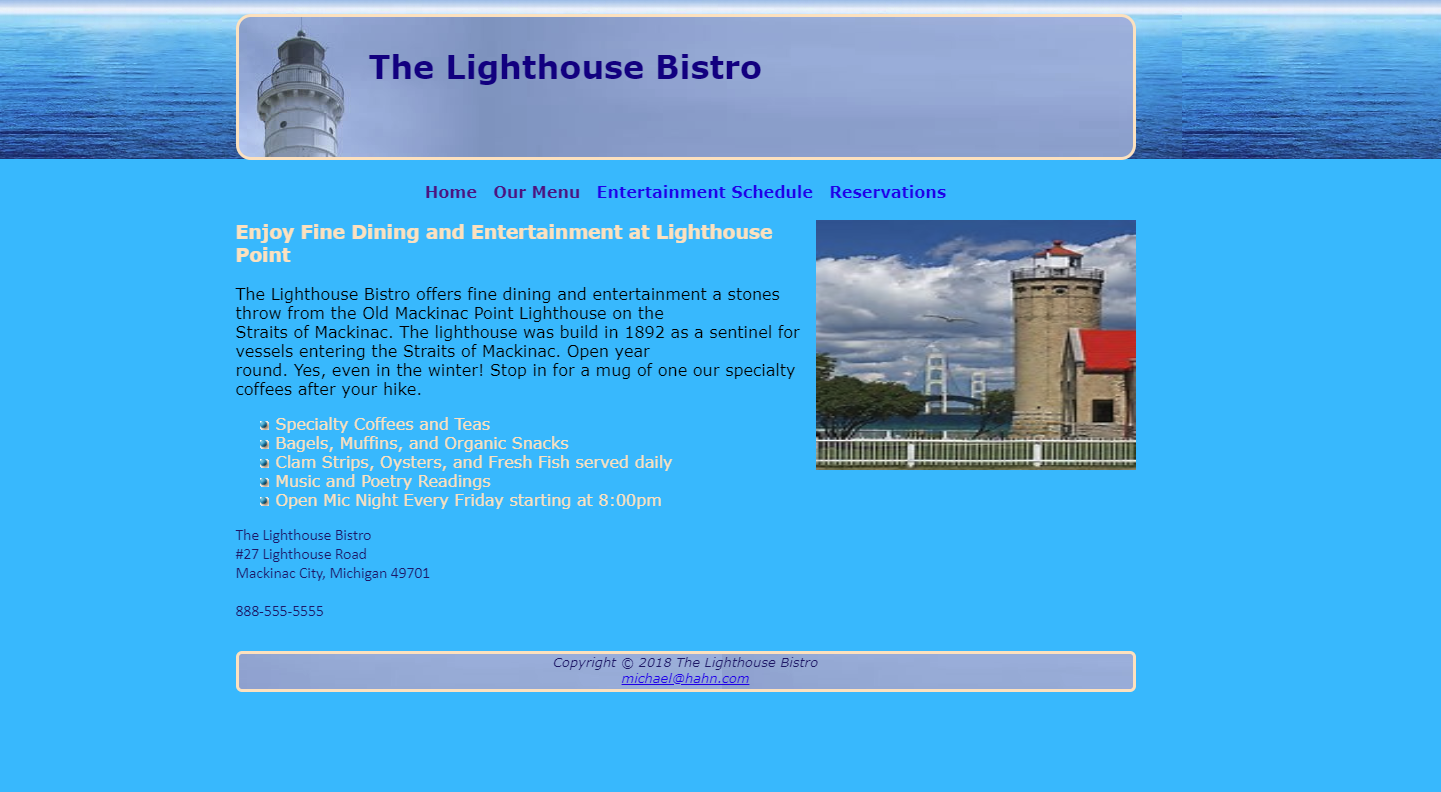 The Lighthouse Bistro
Home Our Menu Entertainment Schedule Reservations
Enjoy Fine Dining and Entertainment at Lighthouse
Point
The Lighthouse Bistro offers fine dining and entertainment a stones
throw from the Old Mackinac Point Lighthouse on the
Straits of Mackinac. The lighthouse was build in 1892 as a sentinel for
vessels entering the Straits of Mackinac. Open year
round. Yes, even in the winter! Stop in for a mug of one our specialty
coffees after your hike.
Specialty Coffees and Teas
Bagels, Muffins, and Organic Snacks
Clam Strips, Oysters, and Fresh Fish served daily
Music and Poetry Readings
Open Mic Night Every Friday starting at 8:00pm
The Lighthouse Bistro
#27 Lighthouse Road
Mackinac City, Michigan 49701
888-555-5555
Copyright © 2018 The Lighthouse Bistro
michael@hahn.com